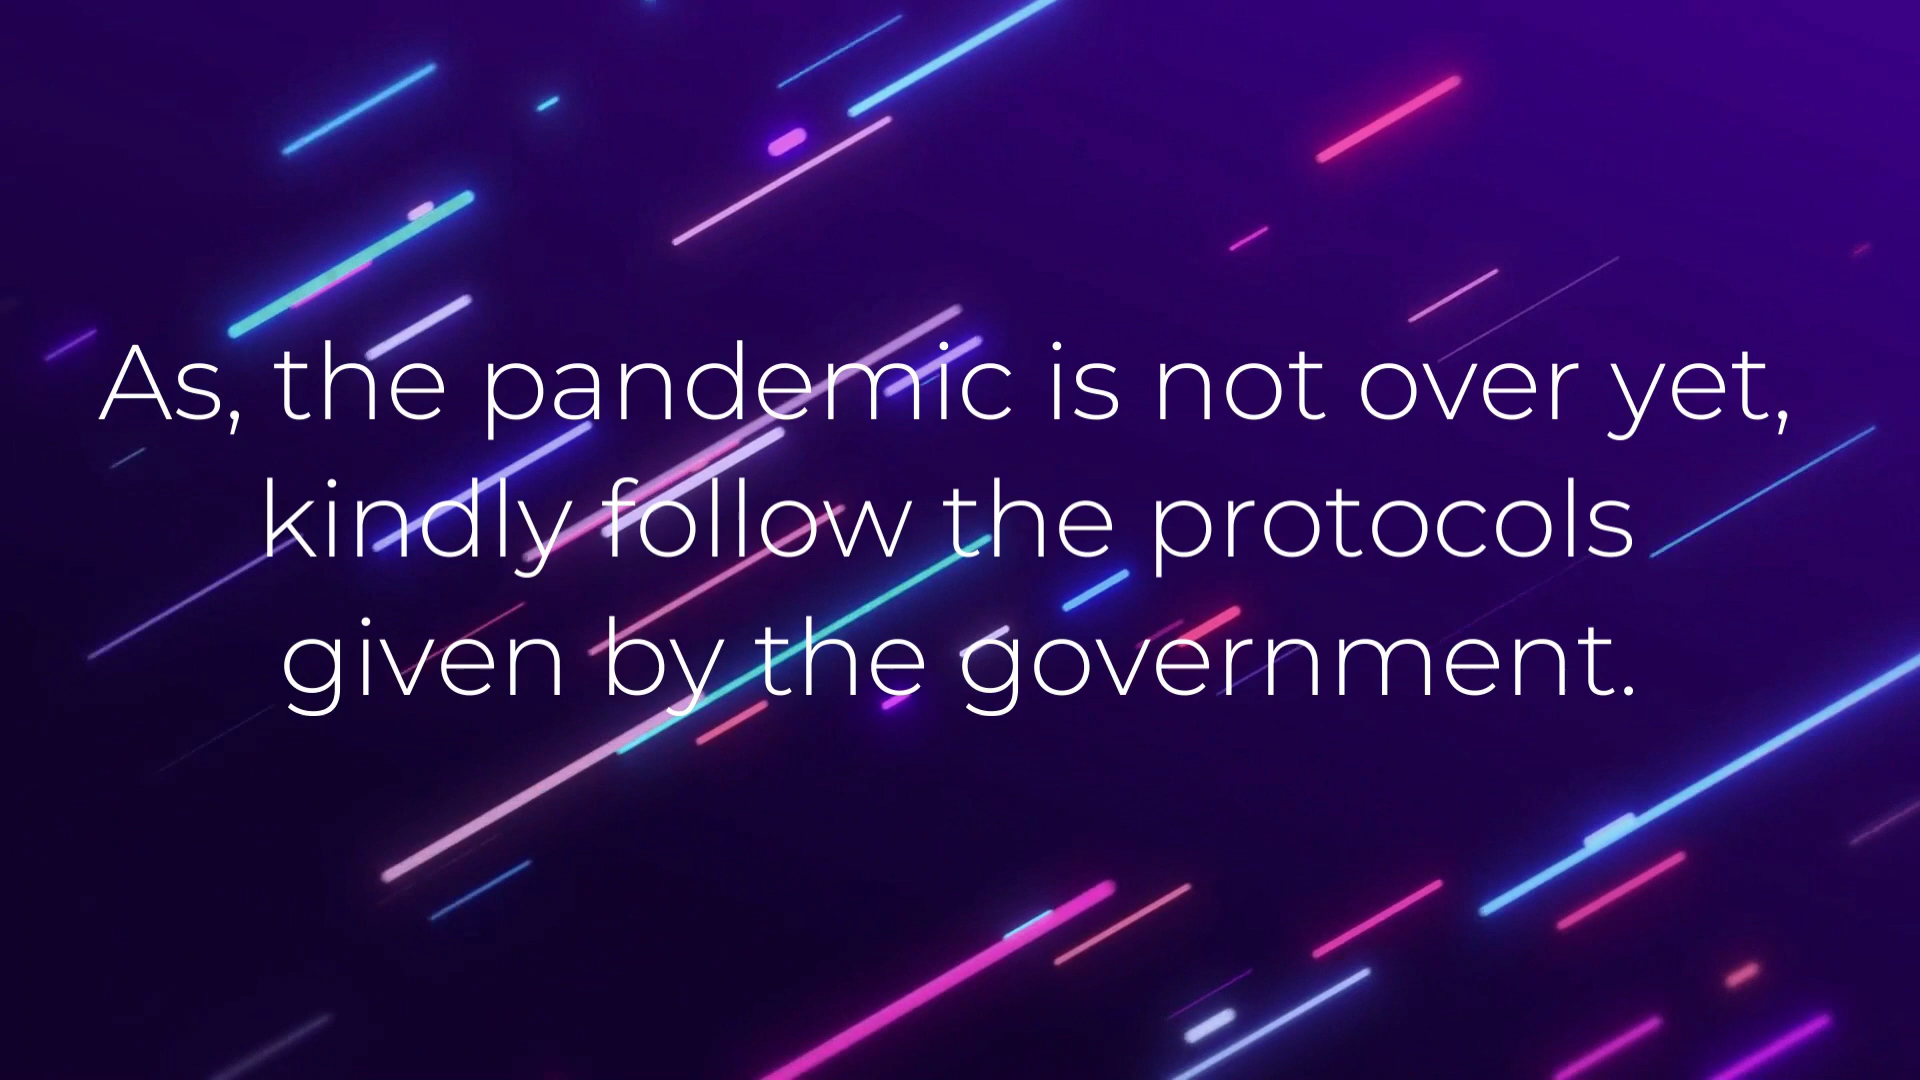 As, the pandemic is not over yet,
kindly follow the protocols
given by the government.